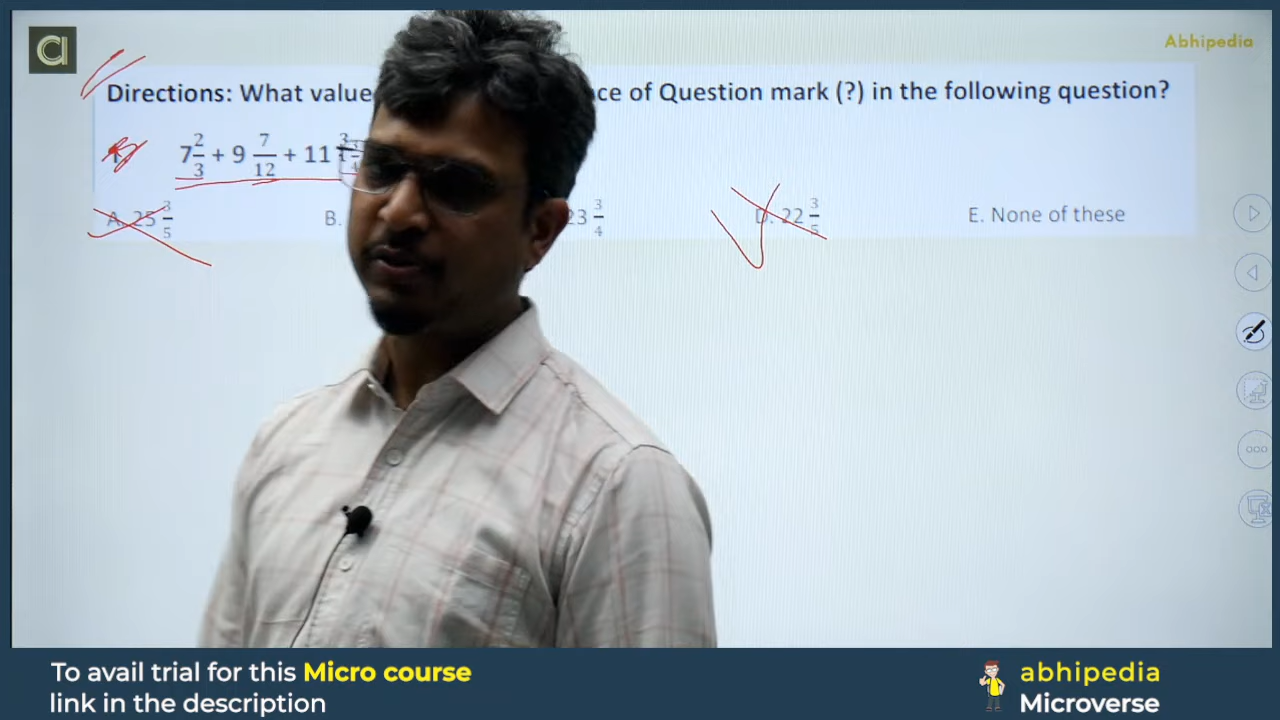 Abhipedia
Directions: What value ce of Question mark (?) in the following question?
7 2/3 + 9 7/12 + 11
A. 25 3/5 B. 23 3/4 D. 22 3/5 E. None of these
To avail trial for this Micro course
link in the description
abhipedia
Microverse